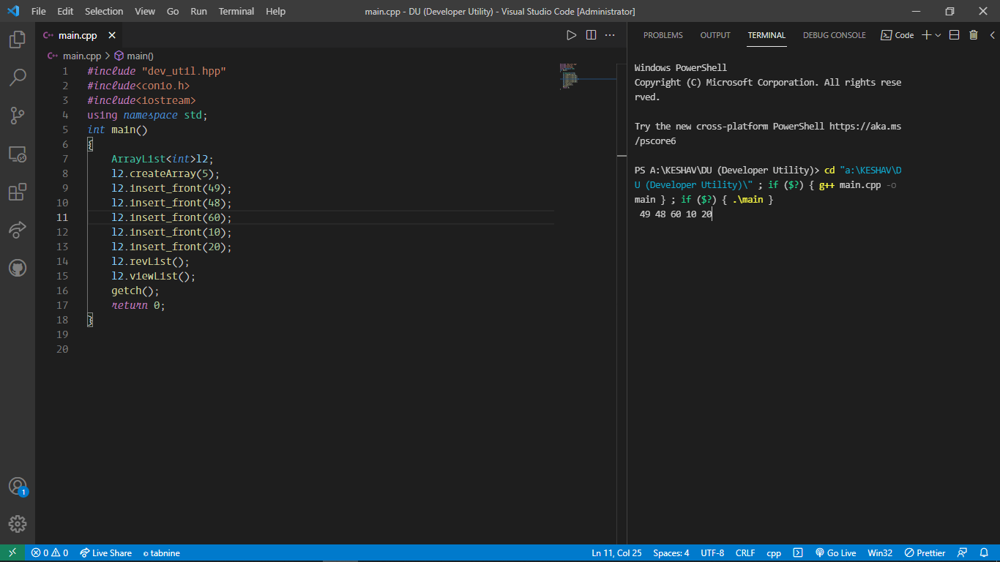 File Edit Selection View Go Run Terminal Help main.cpp - DU (Developer Utility) - Visual Studio Code [Administrator]
C++ main.cpp
C++ main.cpp > main()
1 #include "dev_util.hpp"
2 #include<conio.h>
3 #include<iostream>
4 using namespace std;
5 int main()
6 {
7 ArrayList<int>l2;
8 l2.createArray(5);
9 l2.insert_front(49);
10 l2.insert_front(48);
11 l2.insert_front(60);
12 l2.insert_front(10);
13 l2.insert_front(20);
14 l2.revList();
15 l2.viewList();
16 getch();
17 return 0;
18 }
19
20
PROBLEMS OUTPUT TERMINAL DEBUG CONSOLE Code
Windows PowerShell
Copyright (C) Microsoft Corporation. All rights rese
rved.
Try the new cross-platform PowerShell https://aka.ms
/pscore6
PS A:\KESHAV\DU (Developer Utility)> cd "a:\KESHAV\D
U (Developer Utility)\" ; if ($?) { g++ main.cpp -o
main } ; if ($?) { .\main }
49 48 60 10 20
1
0 0 Live Share tabnine Ln 11, Col 25 Spaces: 4 UTF-8 CRLF cpp Go Live Win32 Prettier